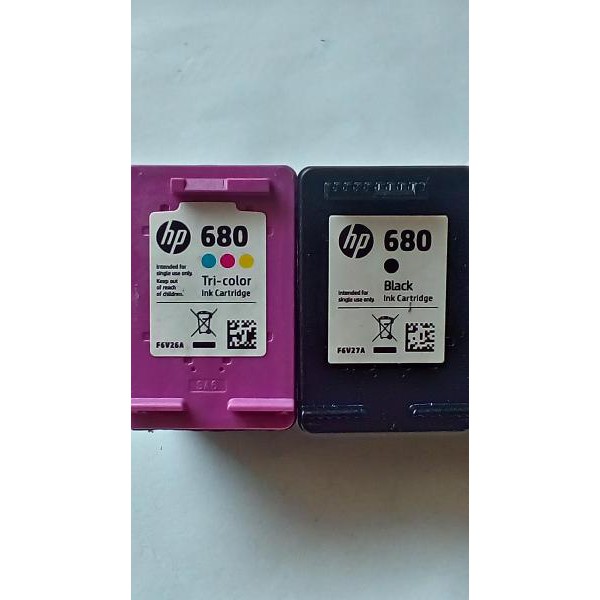 hp 680
Intended for
single use only.
Keep out
of reach
of children.
Tri-color
Ink Cartridge
F6V26A
hp 680
Intended for
single use only.
Black
Ink Cartridge
F6V27A